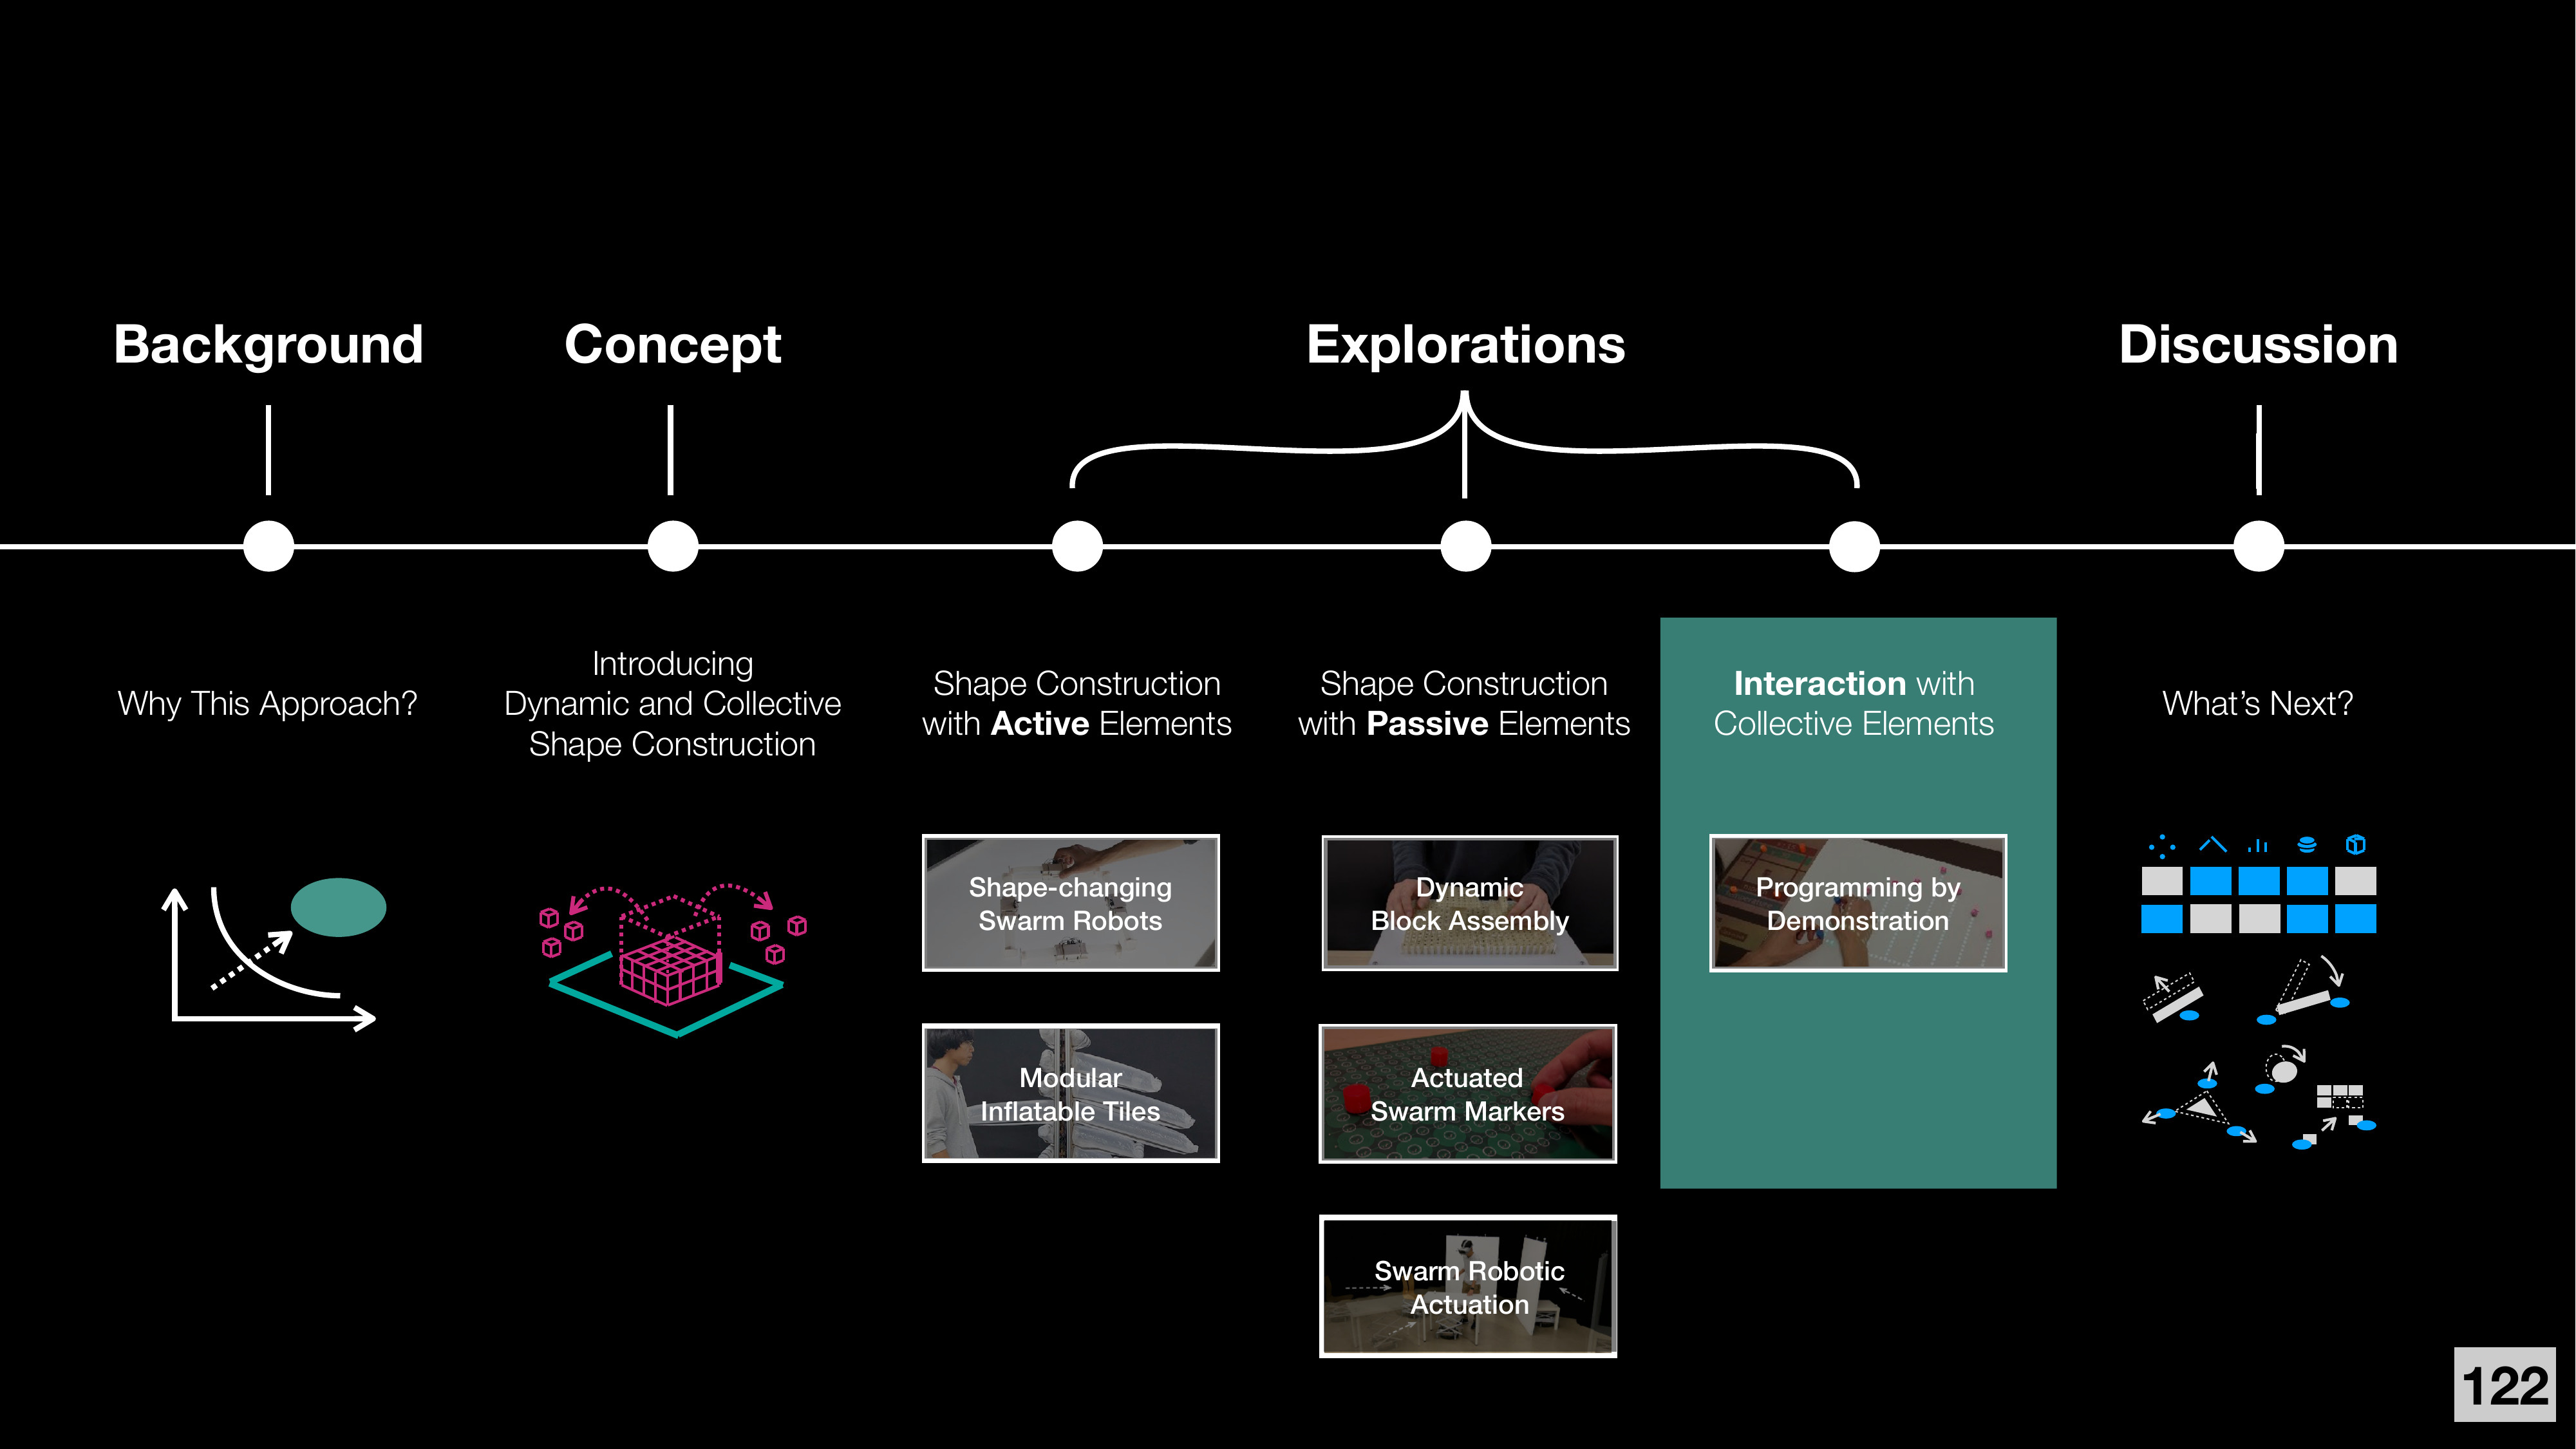 Background
Concept
Explorations
Discussion
Why This Approach?
Introducing
Dynamic and Collective
Shape Construction
Shape Construction
with Active Elements
Shape Construction
with Passive Elements
Interaction with
Collective Elements
What's Next?
Shape-changing
Swarm Robots
Modular
Inflatable Tiles
Dynamic
Block Assembly
Actuated
Swarm Markers
Swarm Robotic
Actuation
Programming by
Demonstration
122